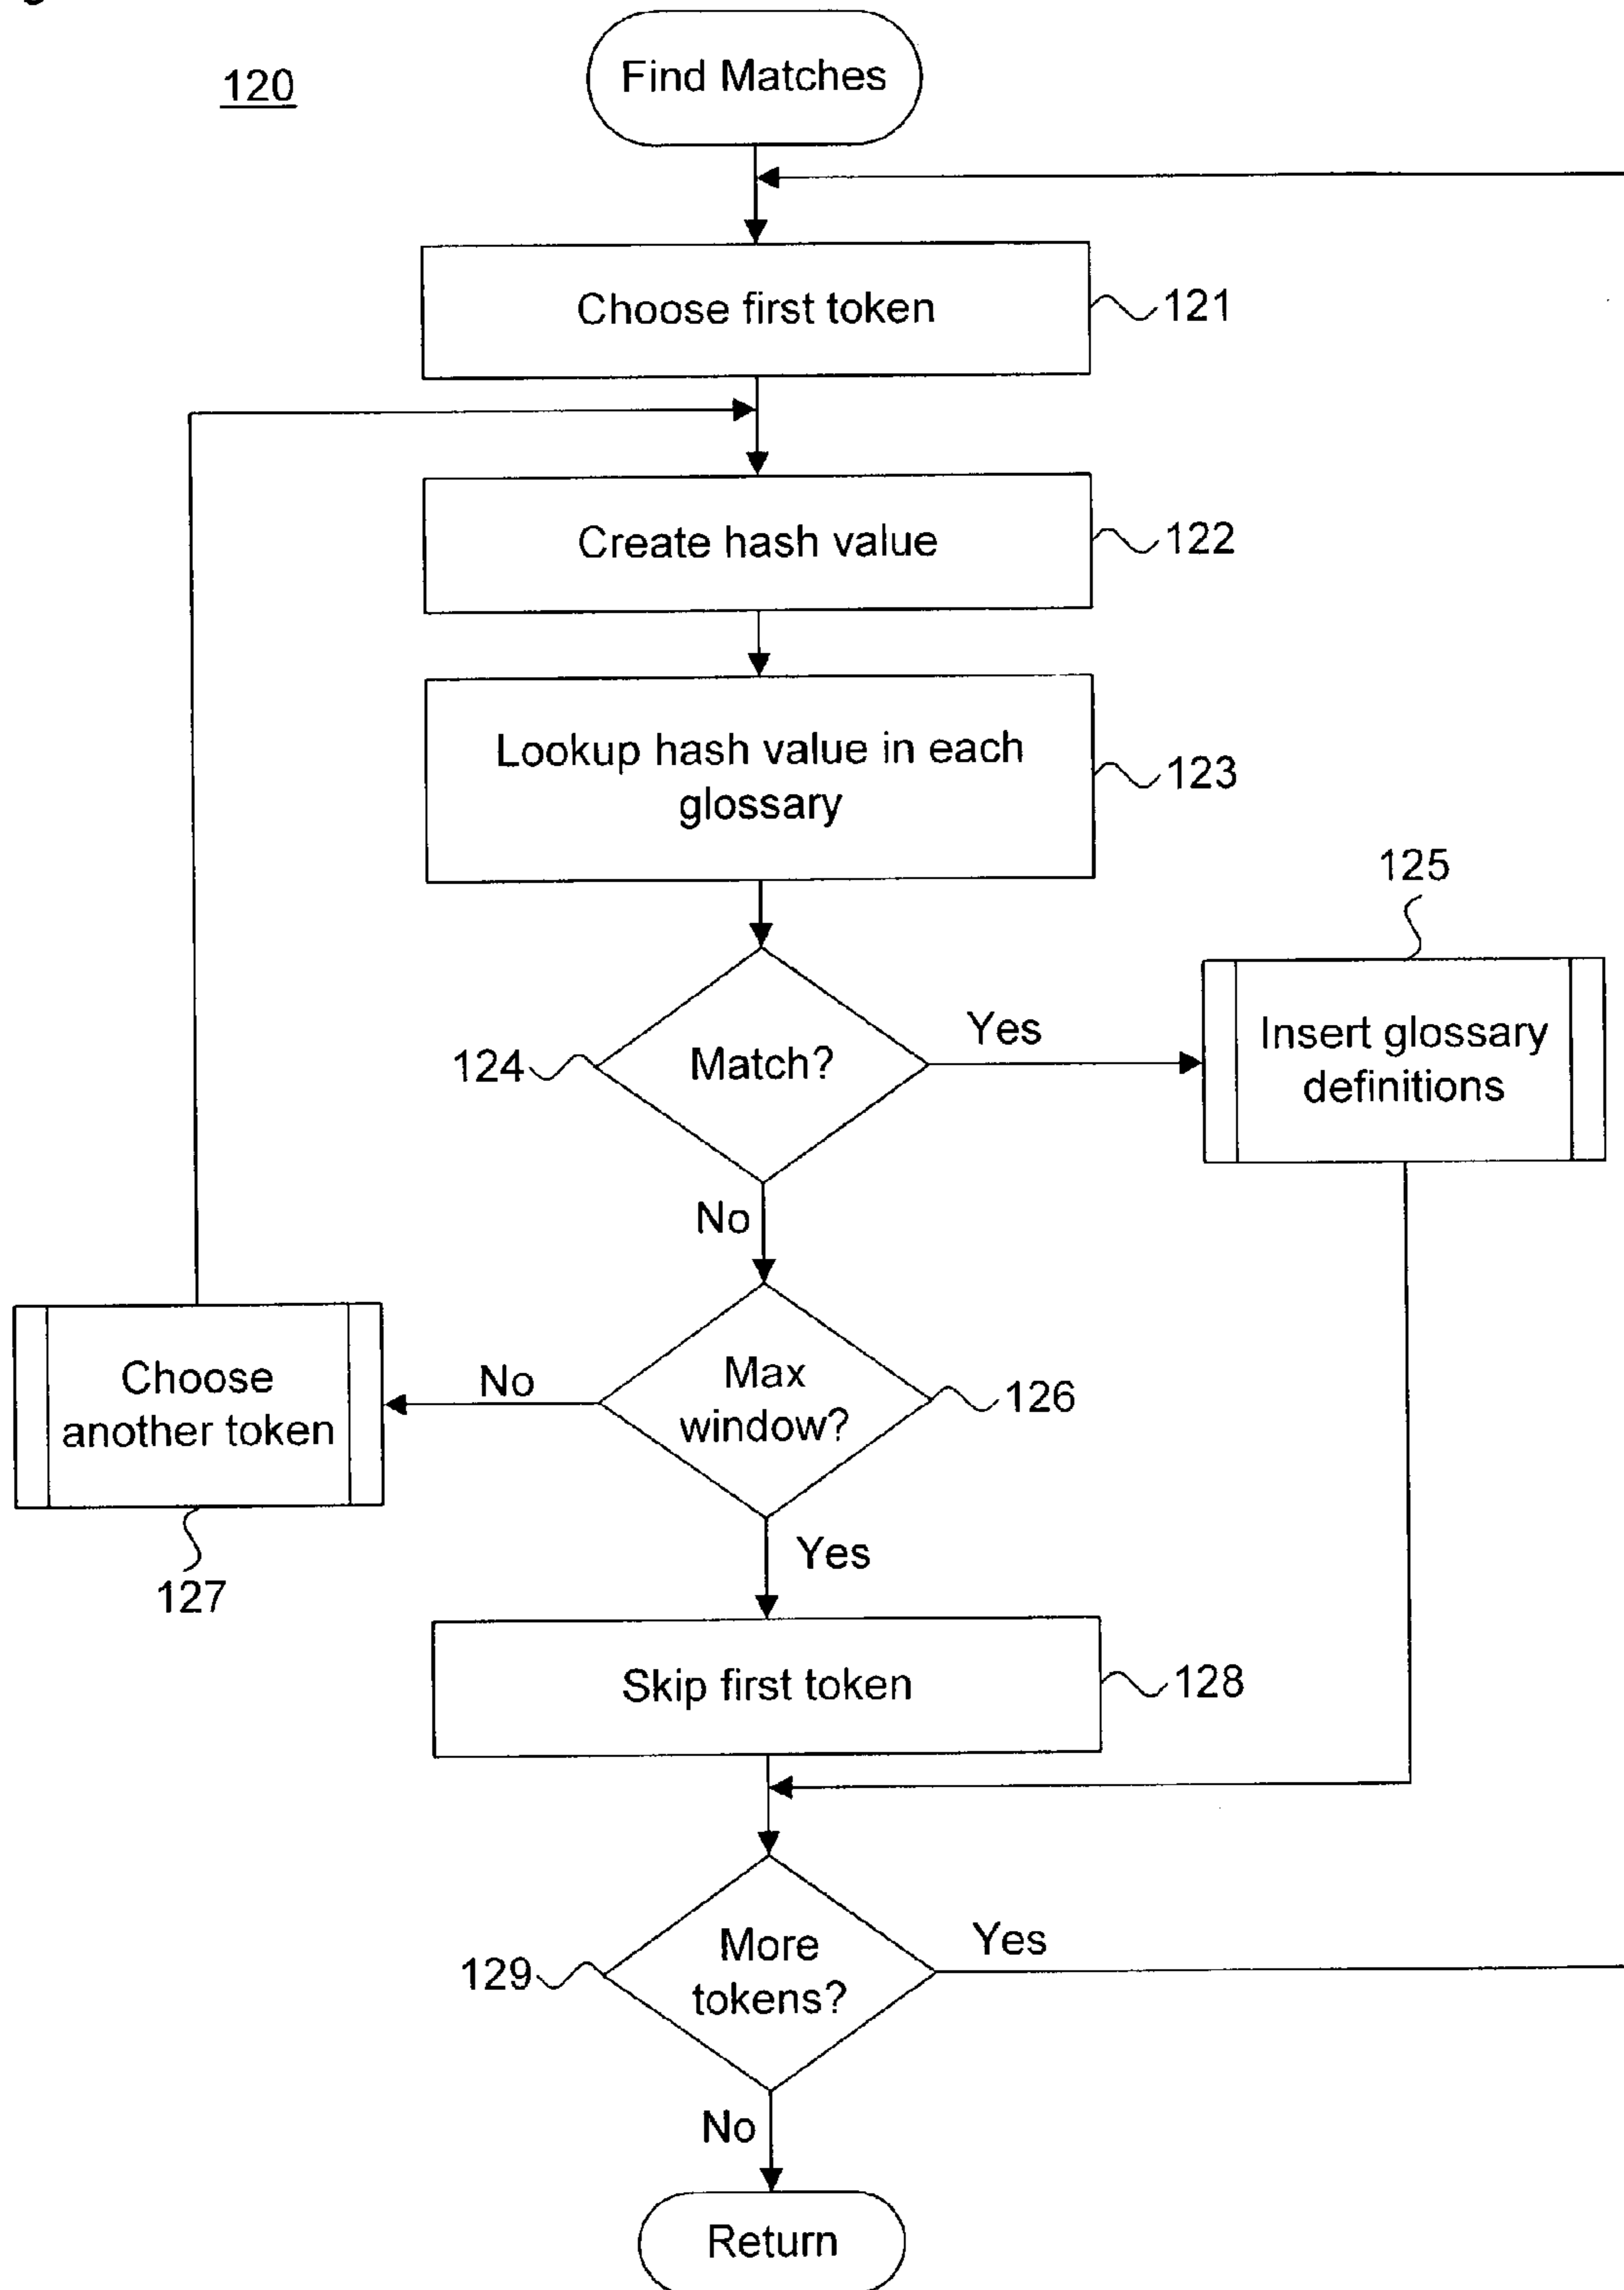 120
Find Matches
Choose first token
121
Create hash value
122
Lookup hash value in each
glossary
123
125
Insert glossary
definitions
Yes
124
Match?
No
Choose
another token
No
Max
window?
126
127
Yes
Skip first token
128
129
More
tokens?
Yes
No
Return